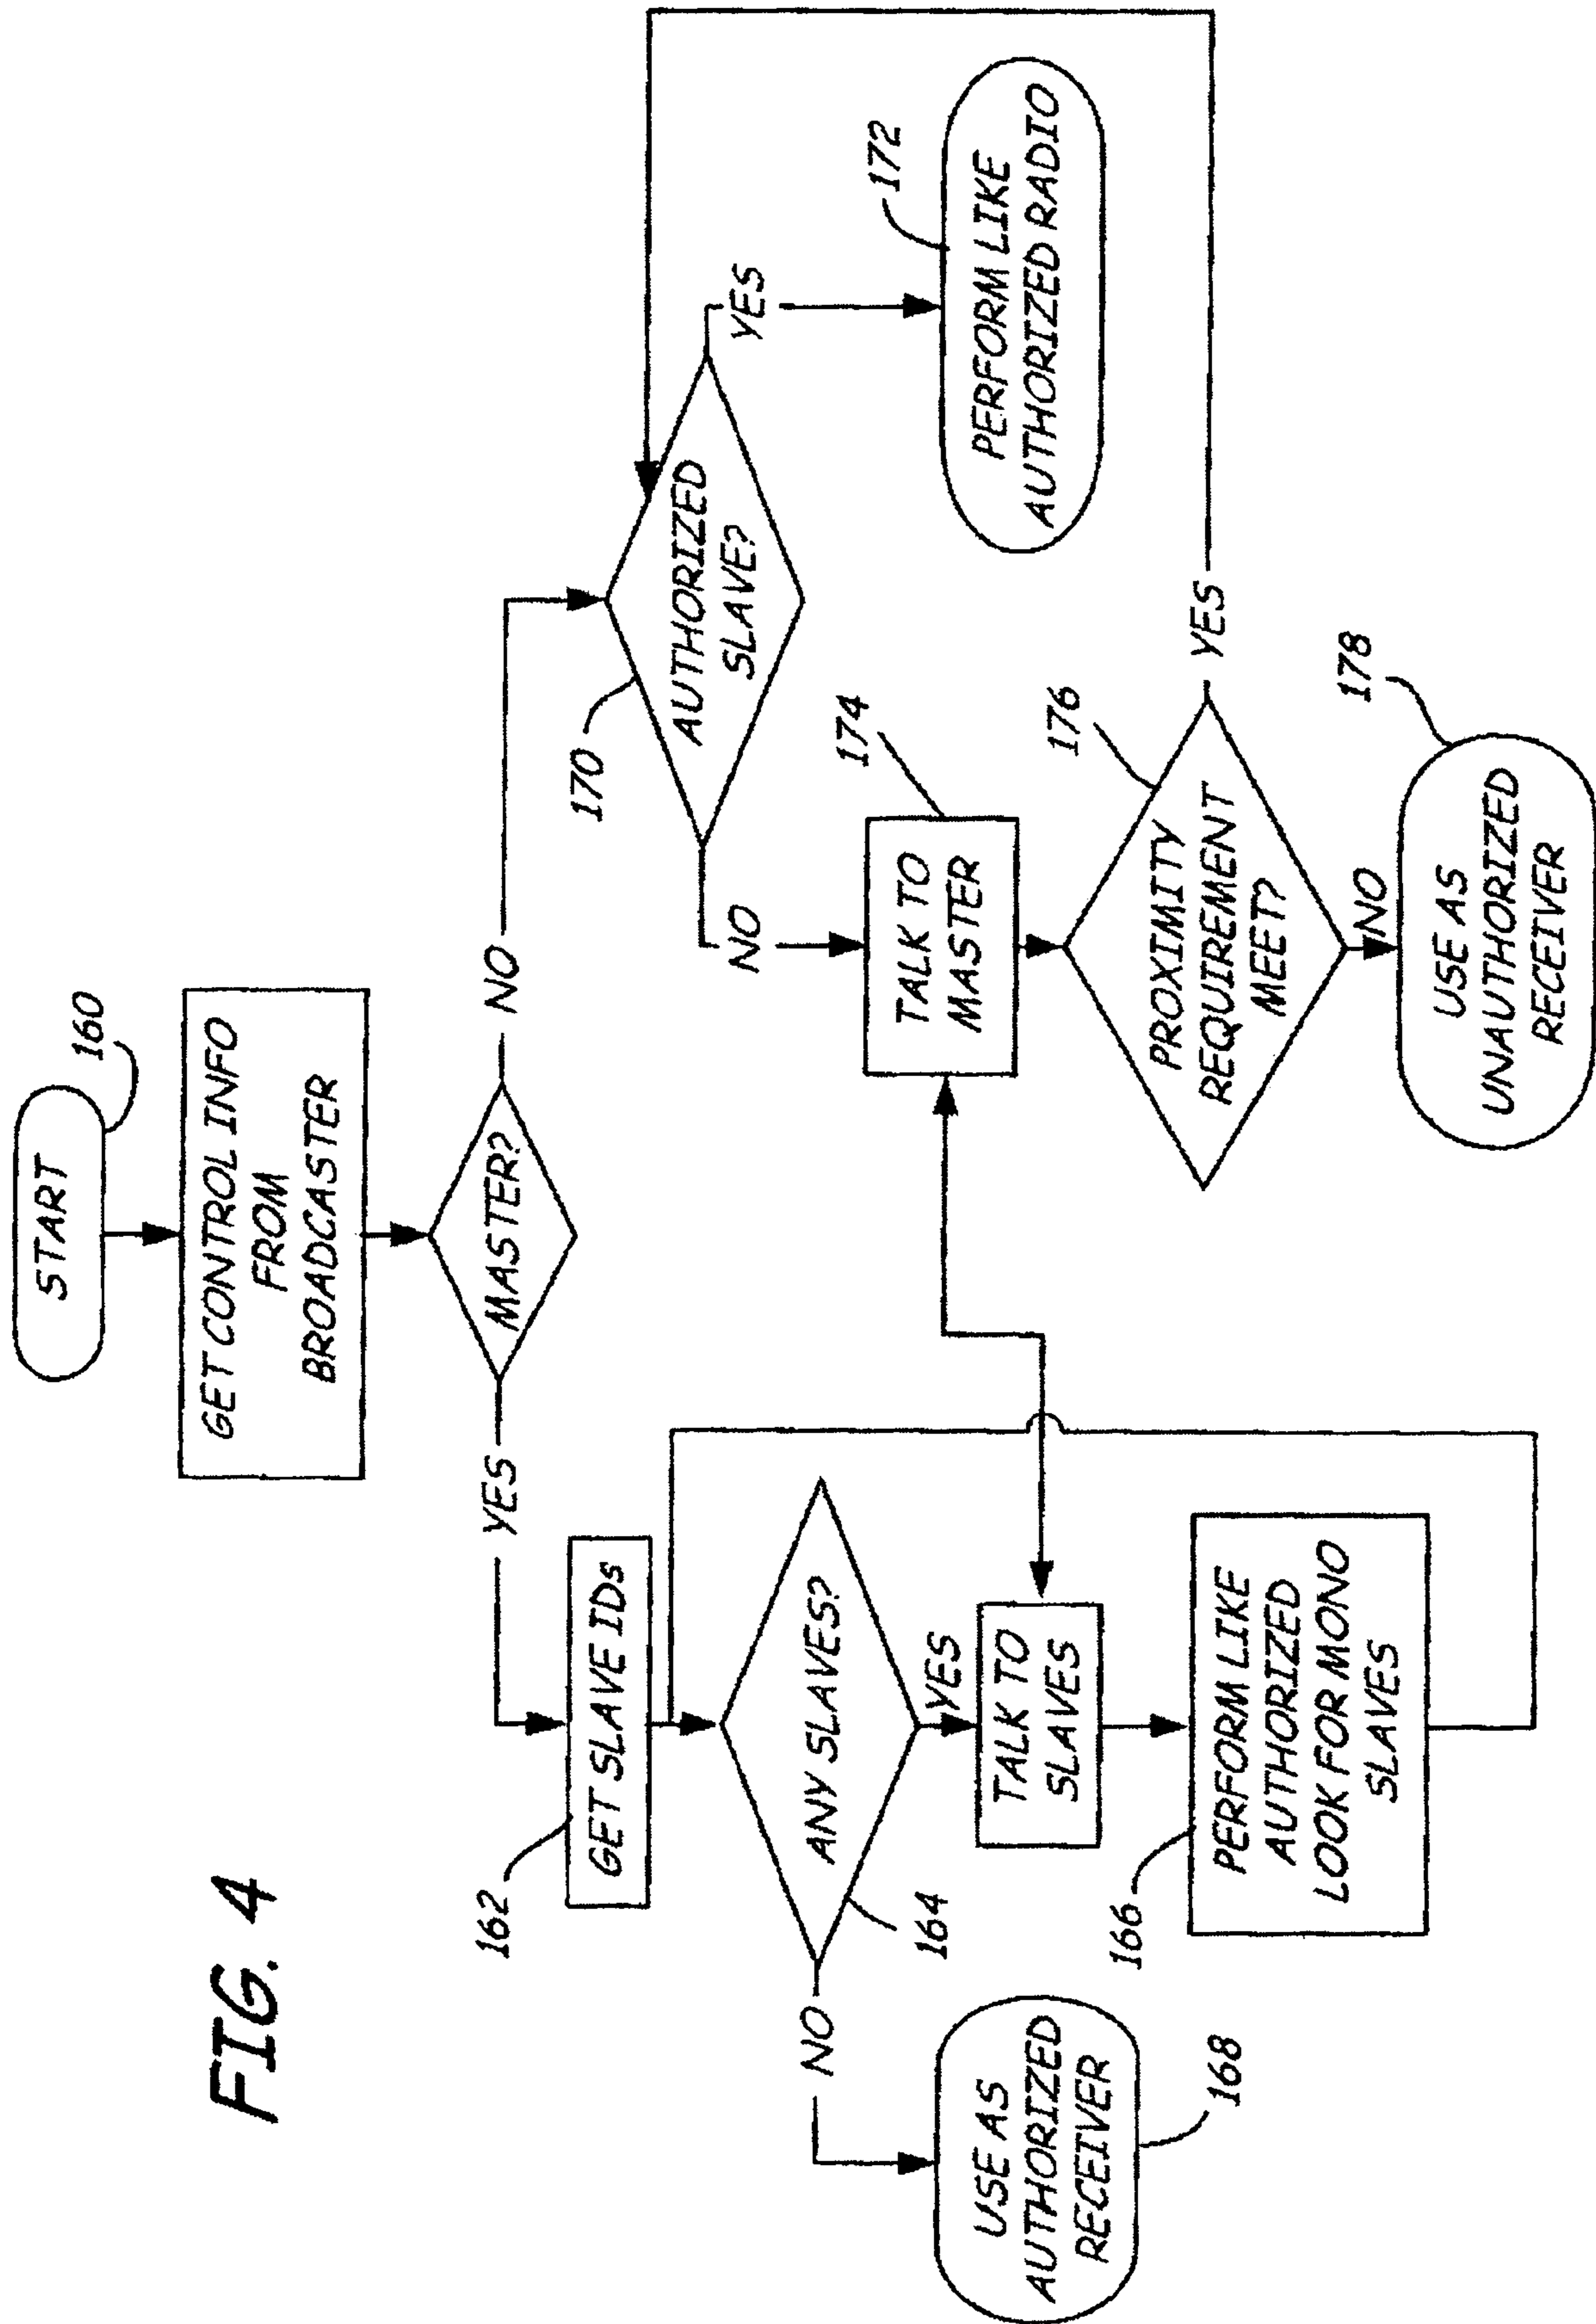 FIG. 4
START
160
GET CONTROL INFO
FROM
BROADCASTER
MASTER?
YES
NO
162
GET SLAVE IDs
ANY SLAVES?
164
NO
YES
USE AS
AUTHORIZED
RECEIVER
168
TALK TO
SLAVES
166
PERFORM LIKE
AUTHORIZED
LOOK FOR MONO
SLAVES
170
AUTHORIZED
SLAVE?
YES
172
PERFORM LIKE
AUTHORIZED RADIO
NO
174
TALK TO
MASTER
176
PROXIMITY
REQUIREMENT
MEET?
YES
NO
178
USE AS
UNAUTHORIZED
RECEIVER